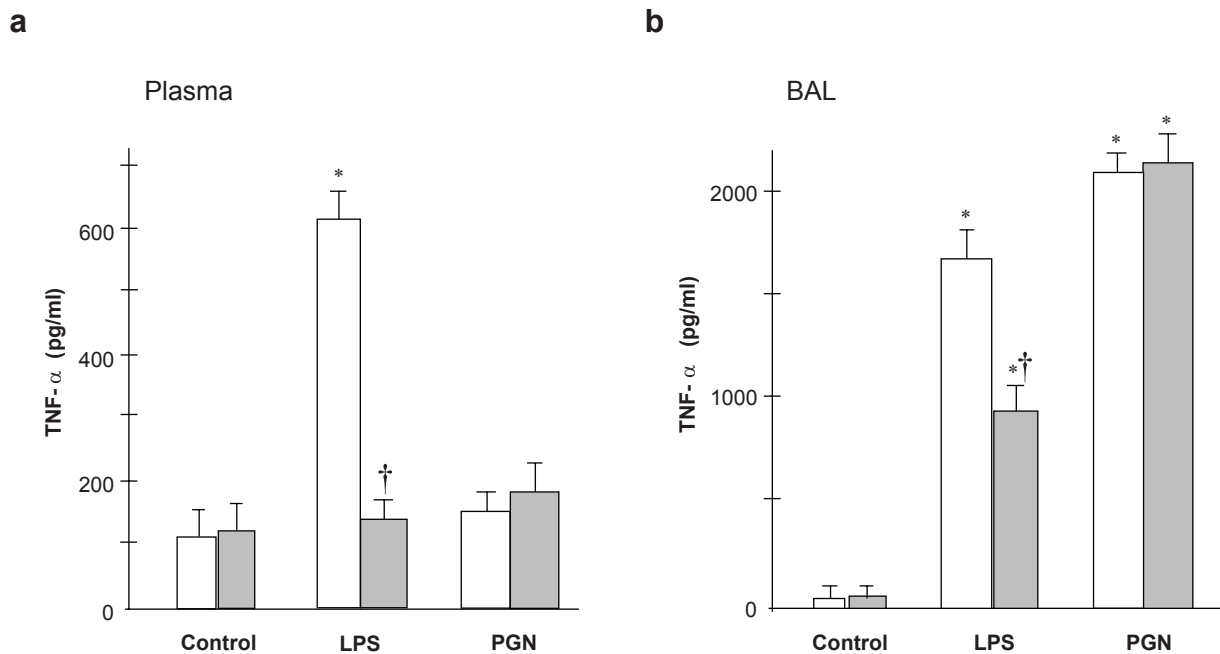 a
Plasma
TNF- α (pg/ml)
600
400
200
0
*
†
Control
LPS
PGN
b
BAL
TNF- α (pg/ml)
2000
1000
0
*
*†
*
*
Control
LPS
PGN